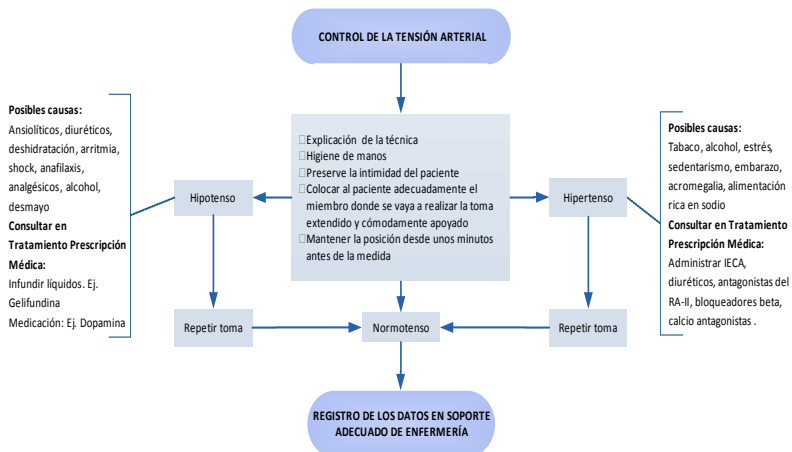 CONTROL DE LA TENSIÓN ARTERIAL
Posibles causas:
Ansiolíticos, diuréticos,
deshidratación, arritmia,
shock, anafilaxis,
analgésicos, alcohol,
desmayo
Consultar en
Tratamiento Prescripción
Médica:
Infundir líquidos. Ej.
Gelifundina
Medicación: Ej. Dopamina
Hipotenso
Explicación de la técnica
Higiene de manos
Preserve la intimidad del paciente
Colocar al paciente adecuadamente el
miembro donde se vaya a realizar la toma
extendido y cómodamente apoyado
Mantener la posición desde unos minutos
antes de la medida
Hipertenso
Posibles causas:
Tabaco, alcohol, estrés,
sedentarismo, embarazo,
acromegalia, alimentación
rica en sodio
Consultar en Tratamiento
Prescripción Médica:
Administrar IECA,
diuréticos, antagonistas del
RA-II, bloqueadores beta,
calcio antagonistas .
Repetir toma
Normotenso
Repetir toma
REGISTRO DE LOS DATOS EN SOPORTE
ADECUADO DE ENFERMERÍA